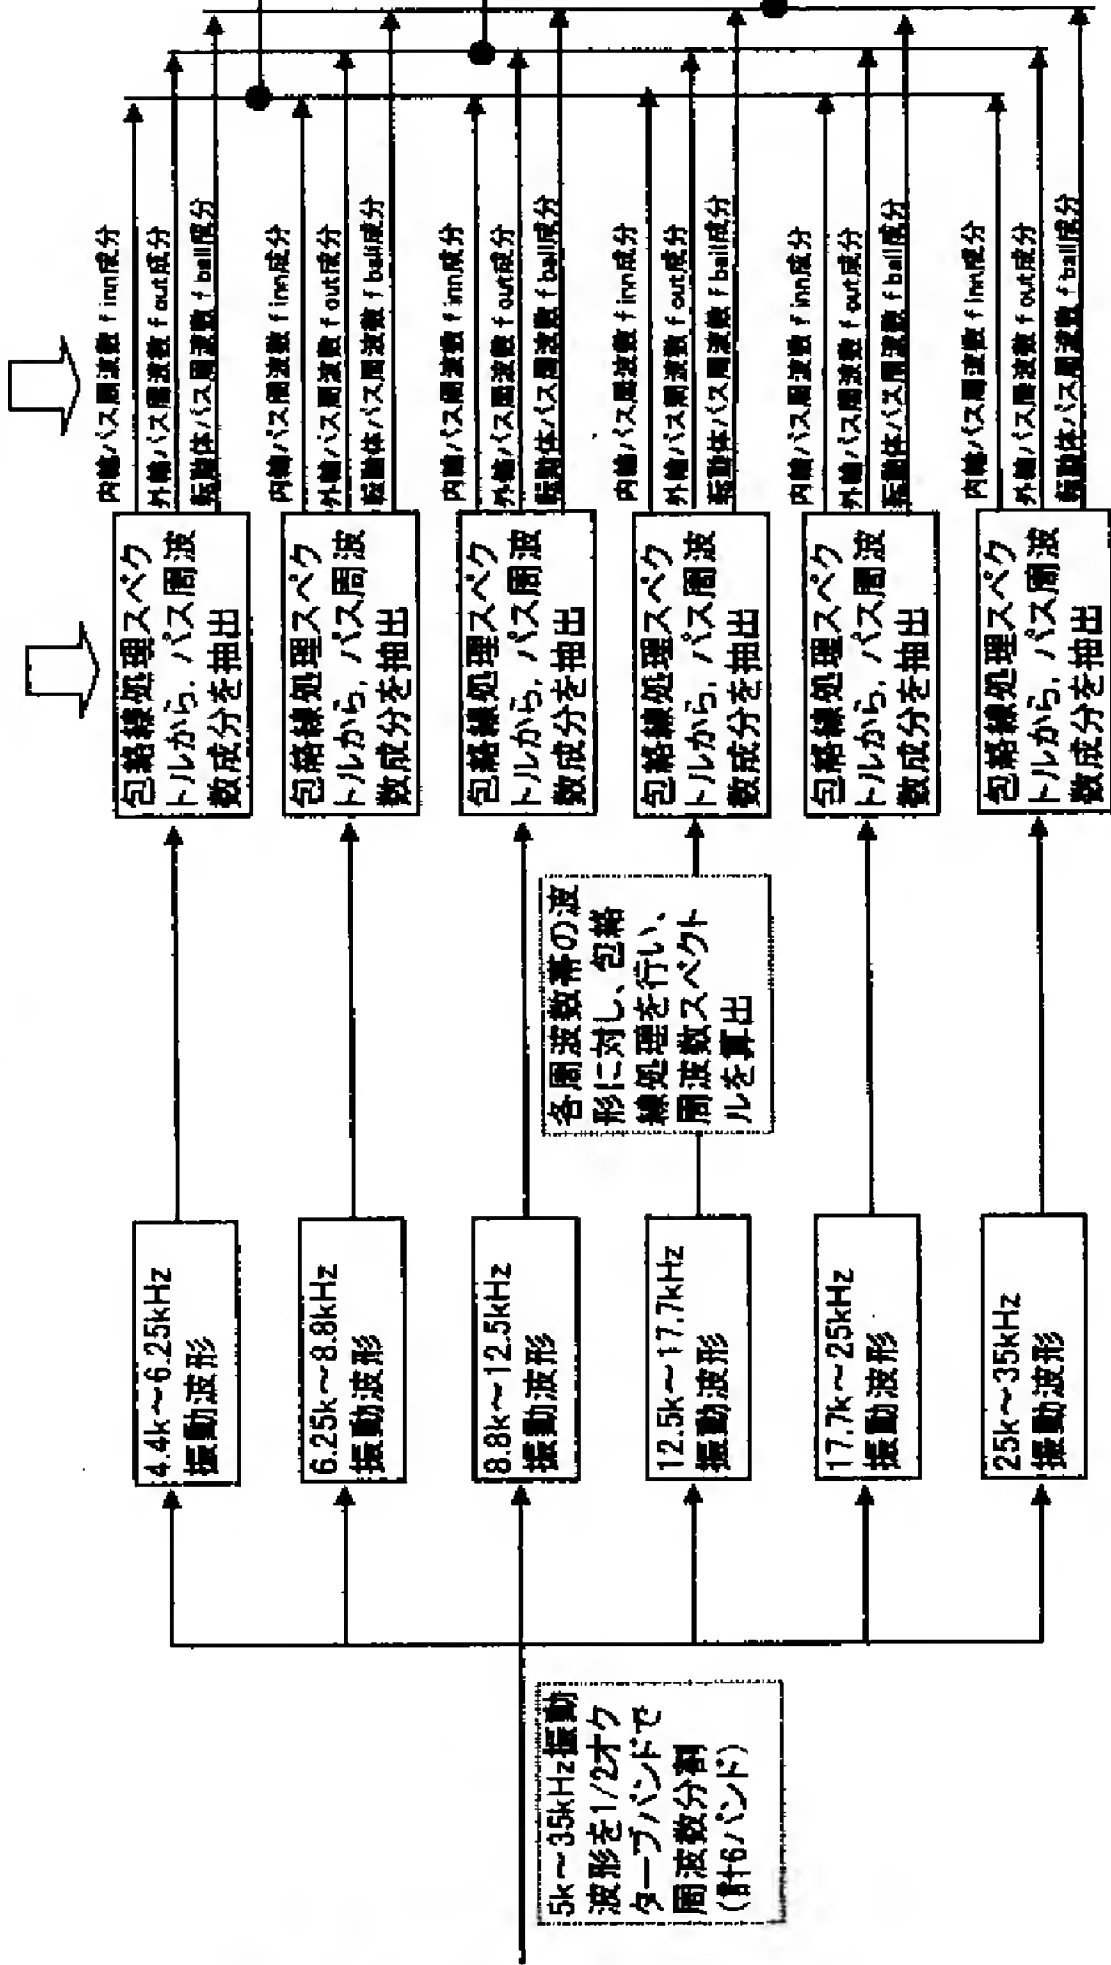 5k～35kHz振動
波形を1/2オク
ターブバンドで
周波数分割
(計6バンド)
4.4k～6.25kHz
振動波形
6.25k～8.8kHz
振動波形
8.8k～12.5kHz
振動波形
12.5k～17.7kHz
振動波形
17.7k～25kHz
振動波形
25k～35kHz
振動波形
各周波数帯の波
形に対し、包絡
線処理を行い、
周波数スペクト
ルを算出
包絡線処理スペク
トルから，パス周波
数成分を抽出
包絡線処理スペク
トルから，パス周波
数成分を抽出
包絡線処理スペク
トルから，パス周波
数成分を抽出
包絡線処理スペク
トルから，パス周波
数成分を抽出
包絡線処理スペク
トルから，パス周波
数成分を抽出
包絡線処理スペク
トルから，パス周波
数成分を抽出
内輪パス周波数finn成分
外輪パス周波数fout成分
転動体パス周波数fball成分
内輪パス周波数finn成分
外輪パス周波数fout成分
転動体パス周波数fball成分
内輪パス周波数finn成分
外輪パス周波数fout成分
転動体パス周波数fball成分
内輪パス周波数finn成分
外輪パス周波数fout成分
転動体パス周波数fball成分
内輪パス周波数finn成分
外輪パス周波数fout成分
転動体パス周波数fball成分
内輪パス周波数finn成分
外輪パス周波数fout成分
転動体パス周波数fball成分